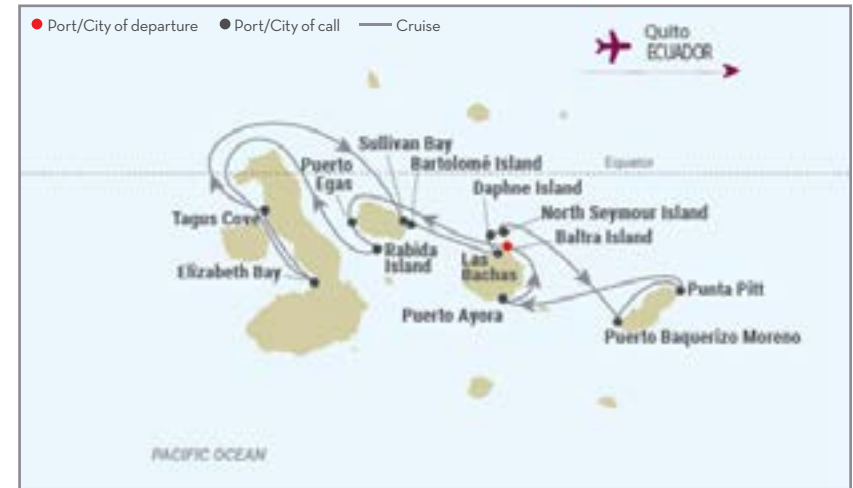 Port/City of departure
Port/City of call
Cruise
Quito
ECUADOR
Sullivan Bay
Bartolomé Island
Equator
Puerto
Egas
Daphne Island
North Seymour Island
Tagus Cove
Baltra Island
Rabida
Island
Las
Bachas
Elizabeth Bay
Punta Pitt
Puerto Ayora
Puerto Baquerizo Moreno
PACIFIC OCEAN